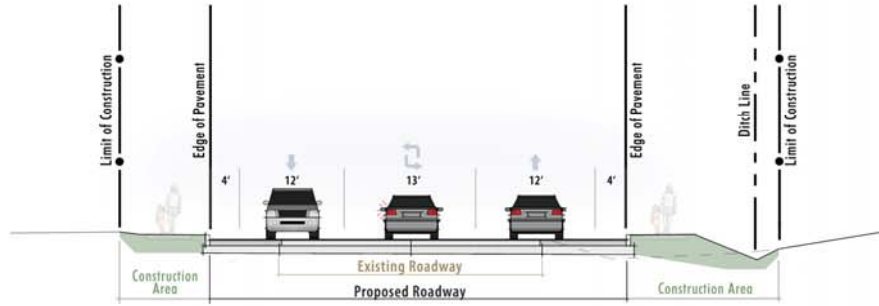 Limit of Construction
Edge of Pavement
Edge of Pavement
Ditch Line
Limit of Construction
4'
12'
13'
12'
4'
Existing Roadway
Construction
Area
Proposed Roadway
Construction Area